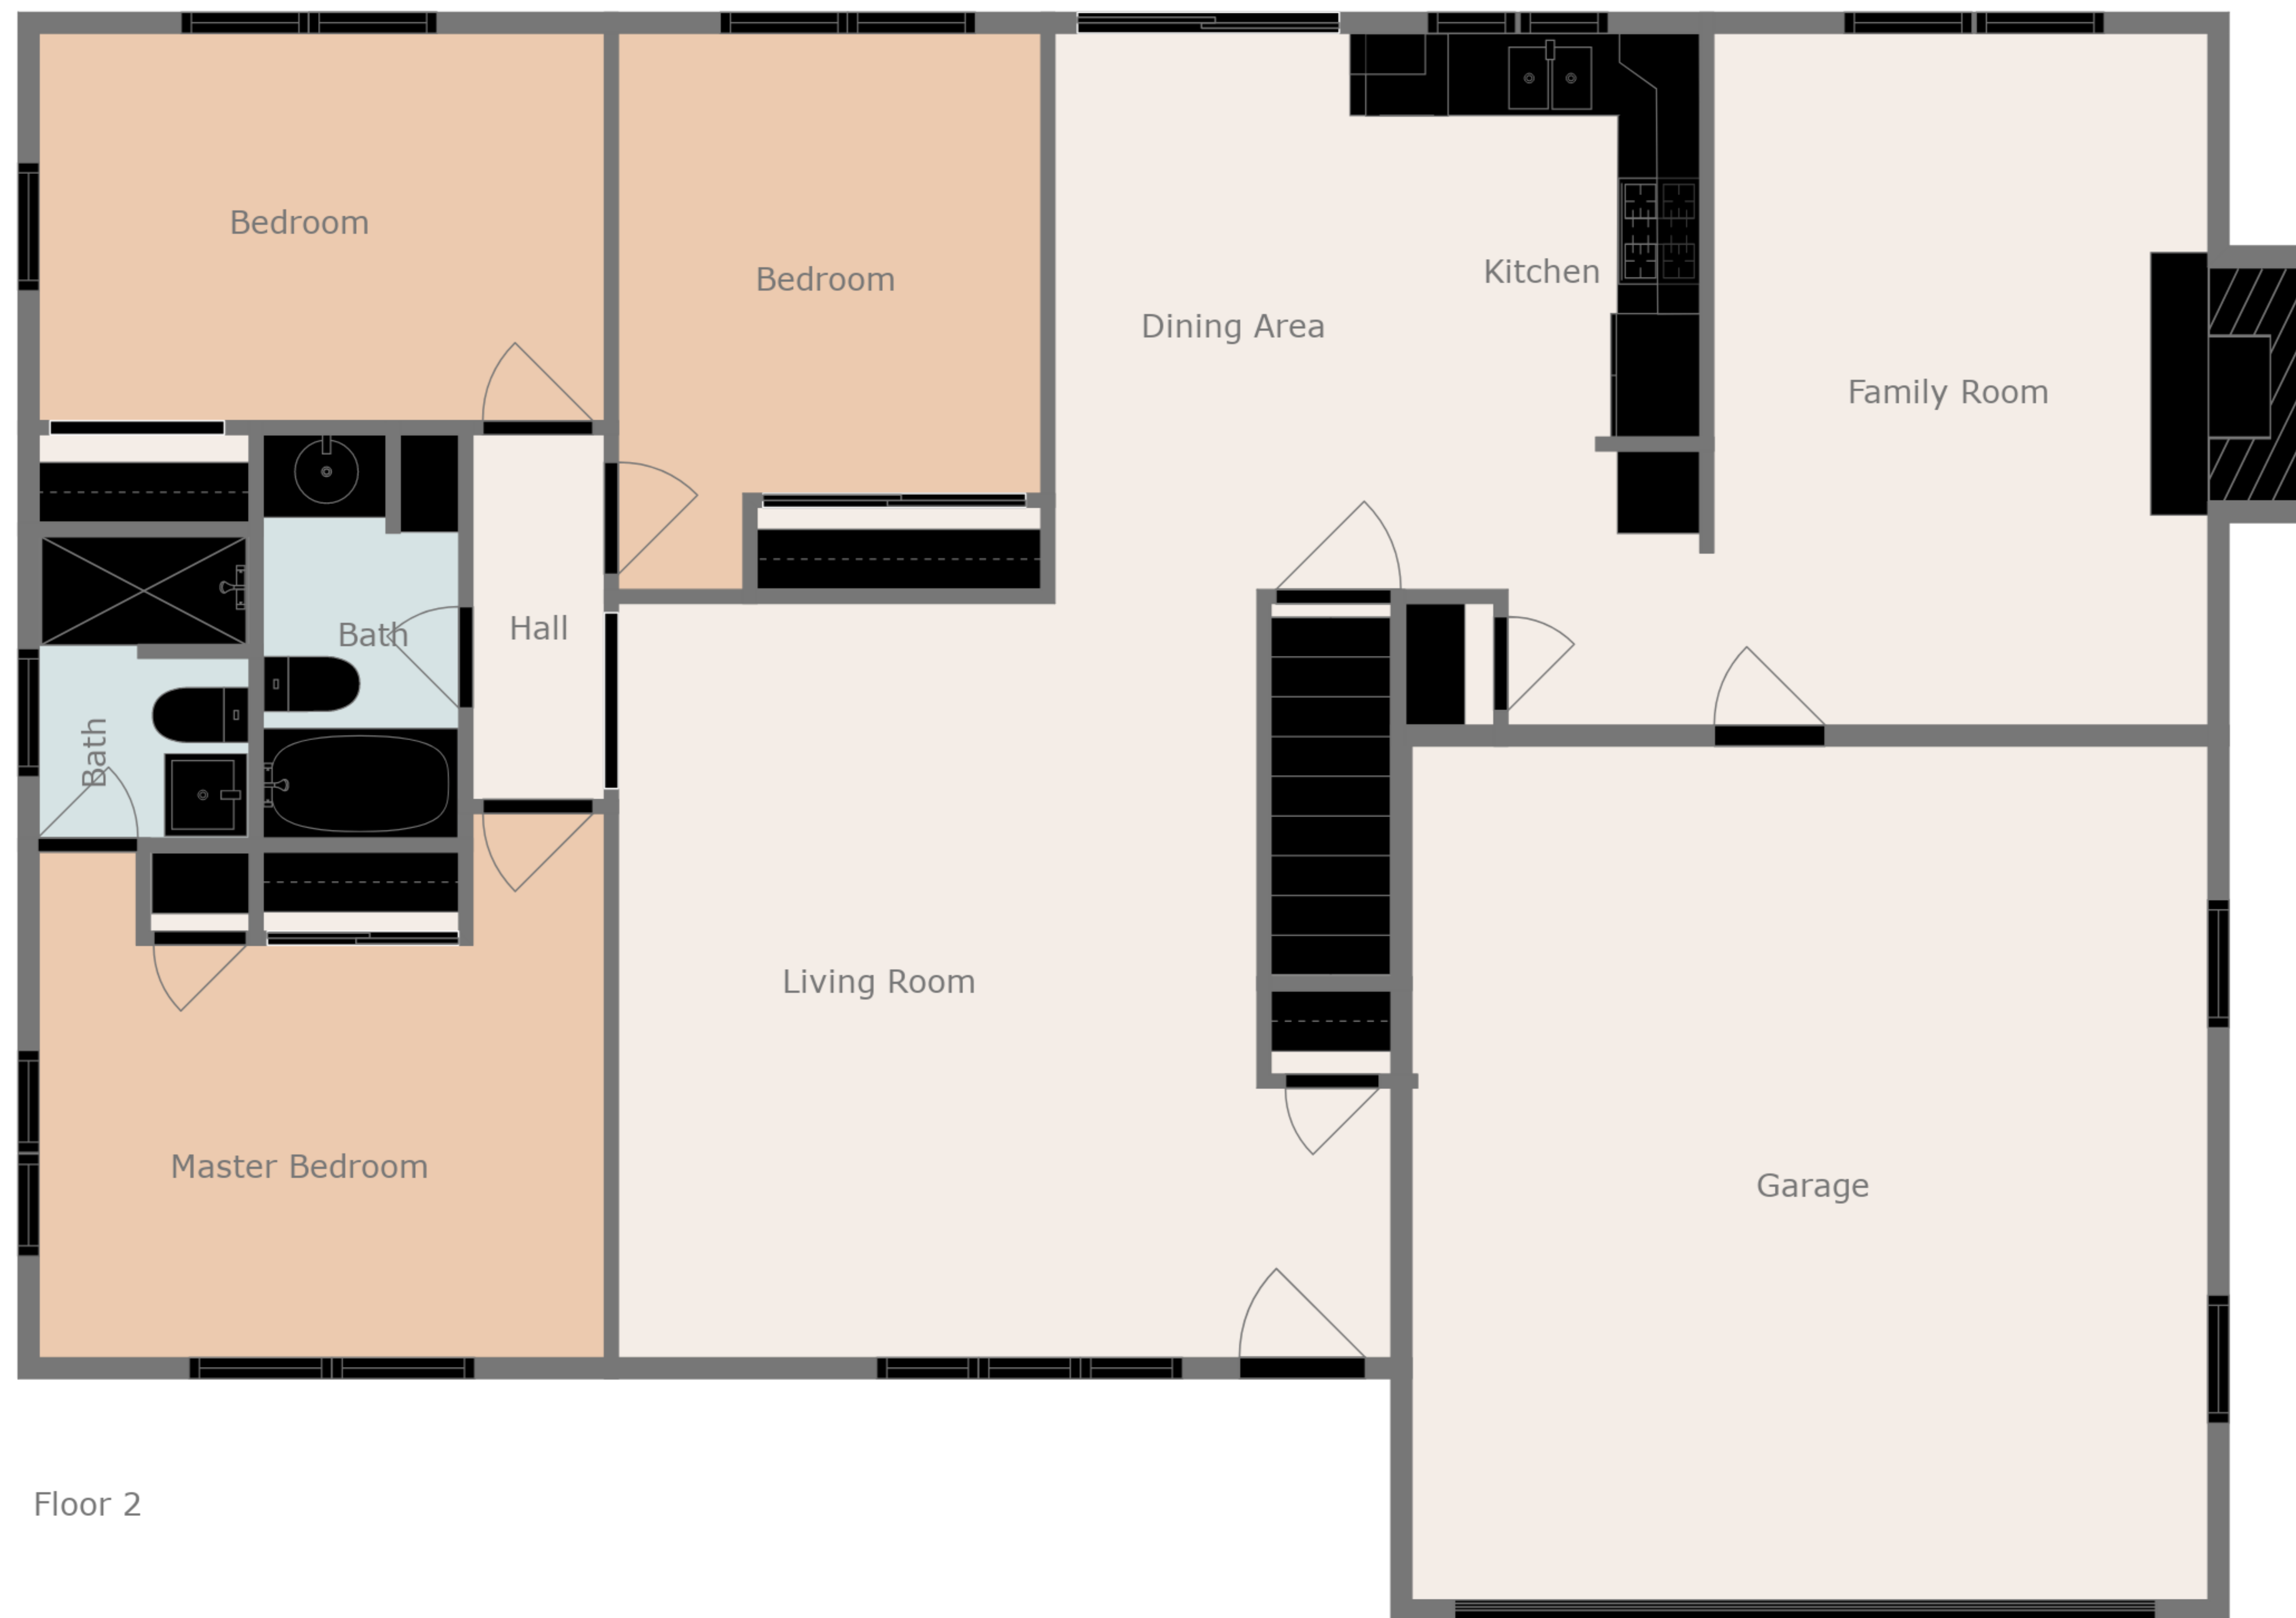 Bedroom
Bedroom
Kitchen
Dining Area
Family Room
Hall
Bath
Bath
Living Room
Master Bedroom
Garage
Floor 2